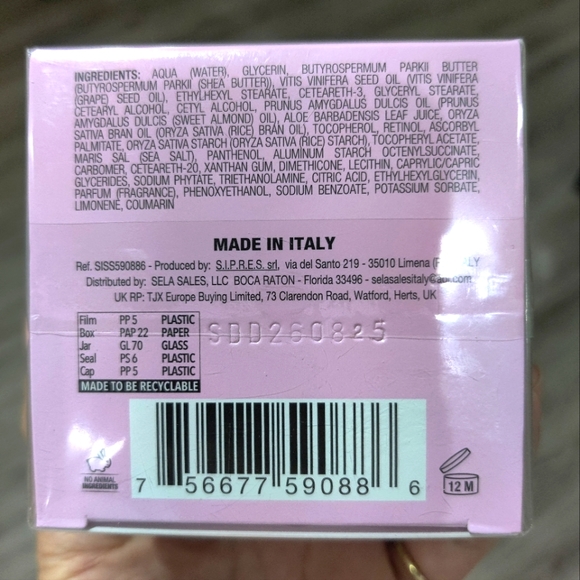 INGREDIENTS: AQUA (WATER), GLYCERIN, BUTYROSPERMUM PARKII BUTTER
(BUTYROSPERMUM PARKII (SHEA BUTTER)), VITIS VINIFERA SEED OIL (VITIS VINIFERA
(GRAPE) SEED OIL), ETHYLHEXYL STEARATE, CETEARETH-3, GLYCERYL STEARATE,
CETEARYL ALCOHOL, CETYL ALCOHOL, PRUNUS AMYGDALUS DULCIS OIL (PRUNUS
AMYGDALUS DULCIS (SWEET ALMOND) OIL), ALOE BARBADENSIS LEAF JUICE, ORYZA
SATIVA BRAN OIL (ORYZA SATIVA (RICE) BRAN OIL), TOCOPHEROL, RETINOL, ASCORBYL
PALMITATE, ORYZA SATIVA STARCH (ORYZA SATIVA (RICE) STARCH), TOCOPHERYL ACETATE,
MARIS SAL (SEA SALT), PANTHENOL, ALUMINUM STARCH OCTENYLSUCCINATE,
CARBOMER, CETEARETH-20, XANTHAN GUM, DIMETHICONE, LECITHIN, CAPRYLIC/CAPRIC
GLYCERIDES, SODIUM PHYTATE, TRIETHANOLAMINE, CITRIC ACID, ETHYLHEXYLGLYCERIN,
PARFUM (FRAGRANCE), PHENOXYETHANOL, SODIUM BENZOATE, POTASSIUM SORBATE,
LIMONENE, COUMARIN
MADE IN ITALY
Ref. SISS590886 - Produced by: S.I.P.R.E.S. srl, via del Santo 219 - 35010 Limena
Distributed by: SELA SALES, LLC BOCA RATON - Florida 33496 -
UK RP: TJX Europe Buying Limited, 73 Clarendon Road, Watford, Herts, UK
Film PP 5 PLASTIC
Box PAP 22 PAPER
Jar GL 70 GLASS
Seal PS 6 PLASTIC
Cap PP 5 PLASTIC
MADE TO BE RECYCLABLE
SBD260825
NO ANIMAL
INGREDIENTS
7 56677 59088 6
12 M